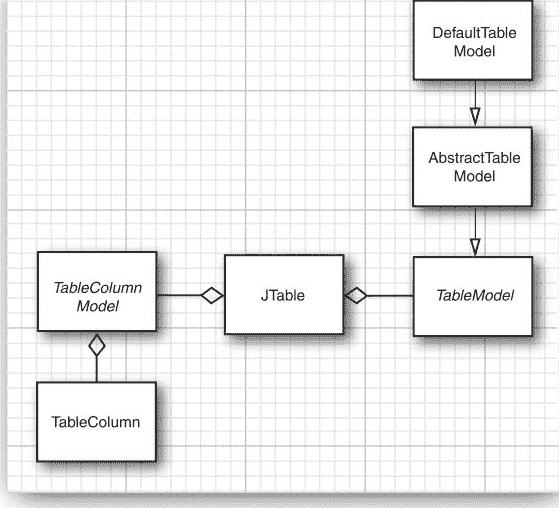 DefaultTable
Model
AbstractTable
Model
TableColumn
Model
JTable
TableModel
TableColumn